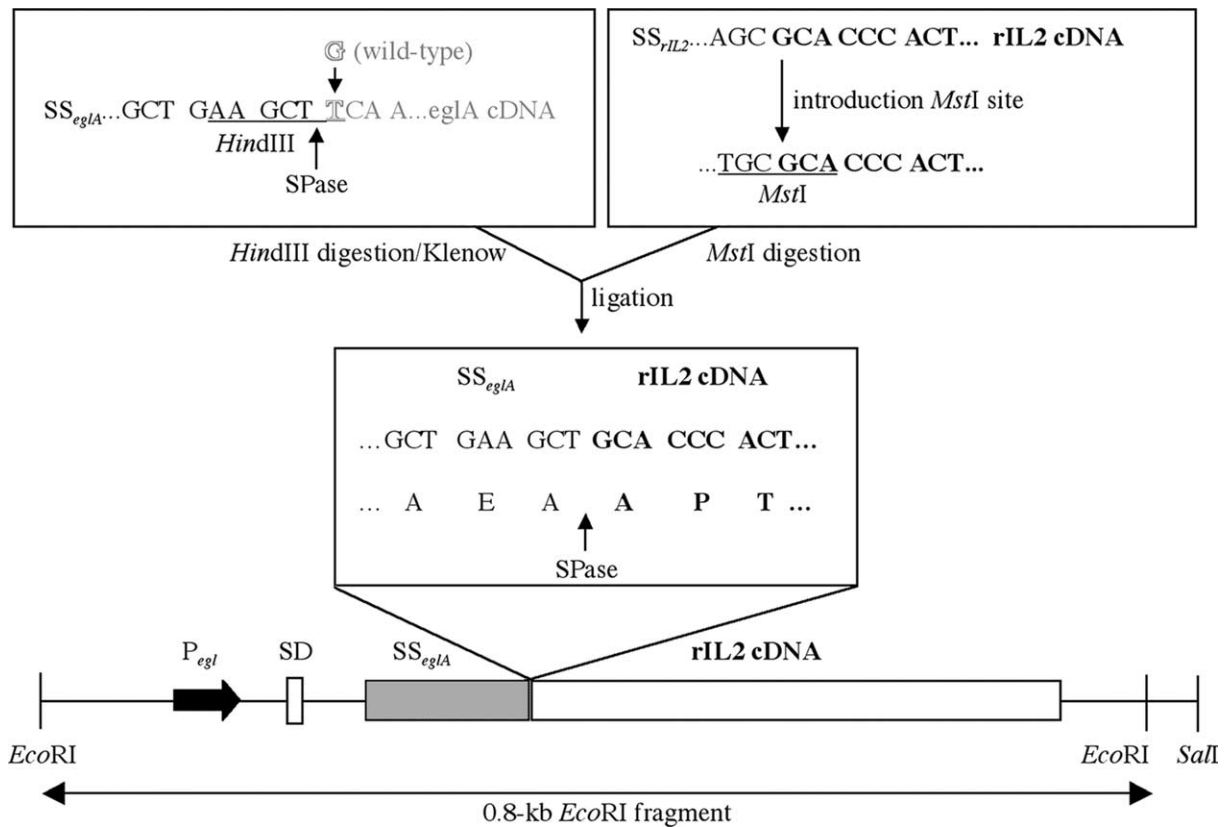 G (wild-type)
SSeglA...GCT GAA GCT TCA A...eglA cDNA
HindIII
SPase
SSrIL2...AGC GCA CCC ACT... rIL2 cDNA
introduction MstI site
...TGC GCA CCC ACT...
MstI
HindIII digestion/Klenow
MstI digestion
ligation
SSeglA rIL2 cDNA
...GCT GAA GCT GCA CCC ACT...
... A E A A P T ...
SPase
Pegl SD SSeglA rIL2 cDNA
EcoRI EcoRI SalI
0.8-kb EcoRI fragment